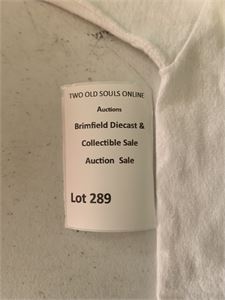 TWO OLD SOULS ONLINE
Auctions
Brimfield Diecast &
Collectible Sale
Auction Sale
Lot 289